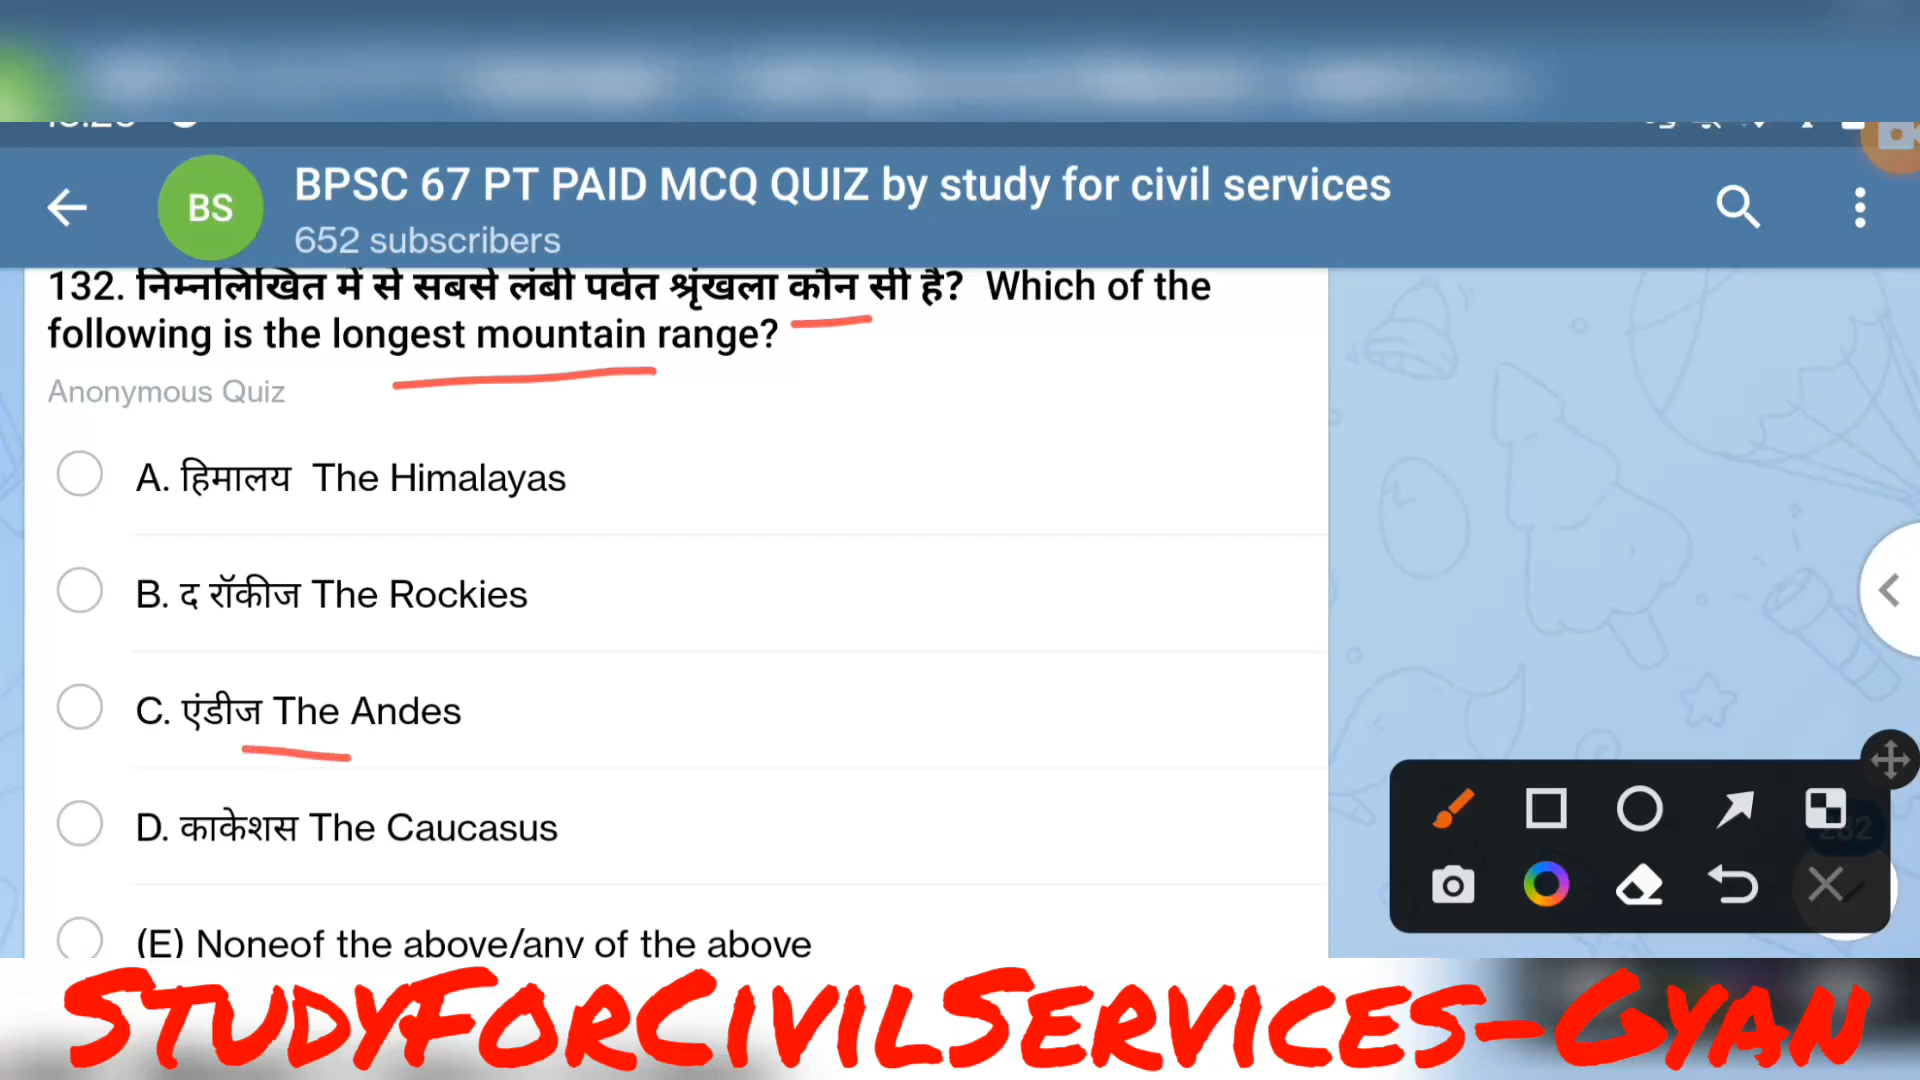 BS
BPSC 67 PT PAID MCQ QUIZ by study for civil services
652 subscribers
132. निम्नलिखित में से सबसे लंबी पर्वत श्रृंखला कौन सी है?  Which of the
following is the longest mountain range?
Anonymous Quiz
A. हिमालय  The Himalayas
B. द रॉकीज The Rockies
C. एंडीज The Andes
D. काकेशस The Caucasus
(E) Noneof the above/any of the above
StudyForCivilServices-Gyan